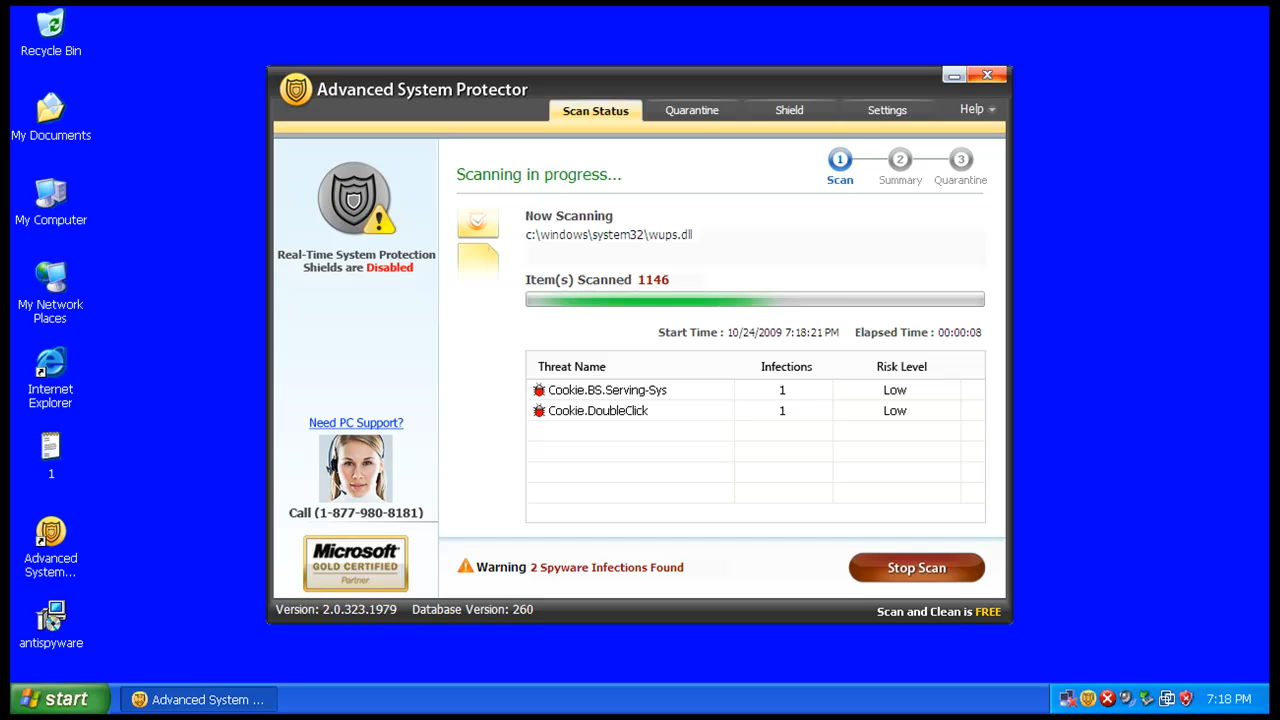 Recycle Bin
My Documents
My Computer
My Network
Places
Internet
Explorer
1
Advanced
System...
antispyware
Advanced System Protector
Scan Status
Quarantine
Shield
Settings
Help
Real-Time System Protection
Shields are Disabled
Need PC Support?
Call (1-877-980-8181)
Microsoft
GOLD CERTIFIED
Partner
Scanning in progress...
1
2
3
Scan
Summary
Quarantine
Now Scanning
c:\windows\system32\wups.dll
Item(s) Scanned 1146
Start Time : 10/24/2009 7:18:21 PM Elapsed Time : 00:00:08
Threat Name Infections Risk Level
Cookie.BS.Serving-Sys 1 Low
Cookie.DoubleClick 1 Low
Warning 2 Spyware Infections Found
Stop Scan
Version: 2.0.323.1979 Database Version: 260
Scan and Clean is FREE
start
Advanced System ...
7:18 PM